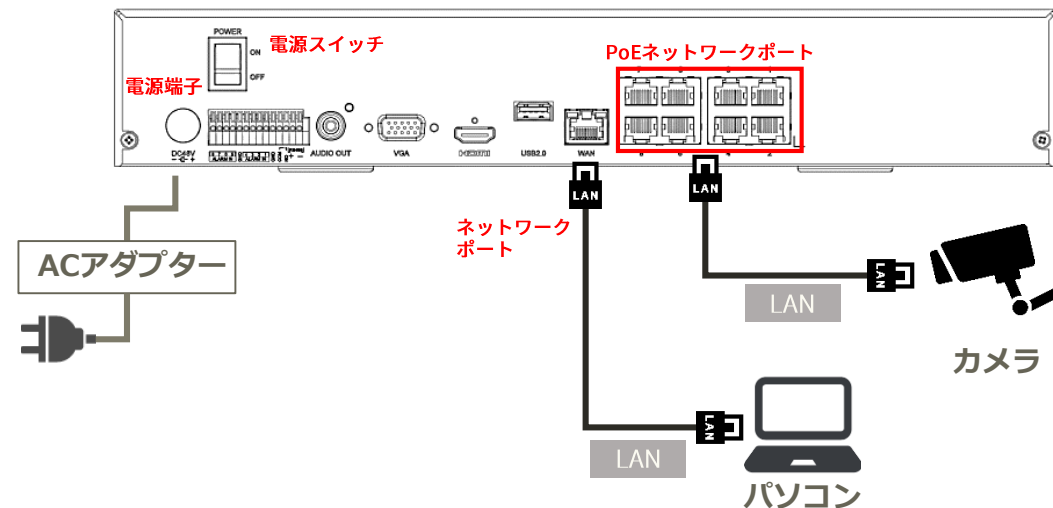 POWER
ON
OFF
電源スイッチ
電源端子
PoEネットワークポート
DC48V
AUDIO OUT
VGA
HDMI
USB2.0
WAN
LAN
LAN
ネットワーク
ポート
ACアダプター
LAN
LAN
カメラ
LAN
LAN
パソコン